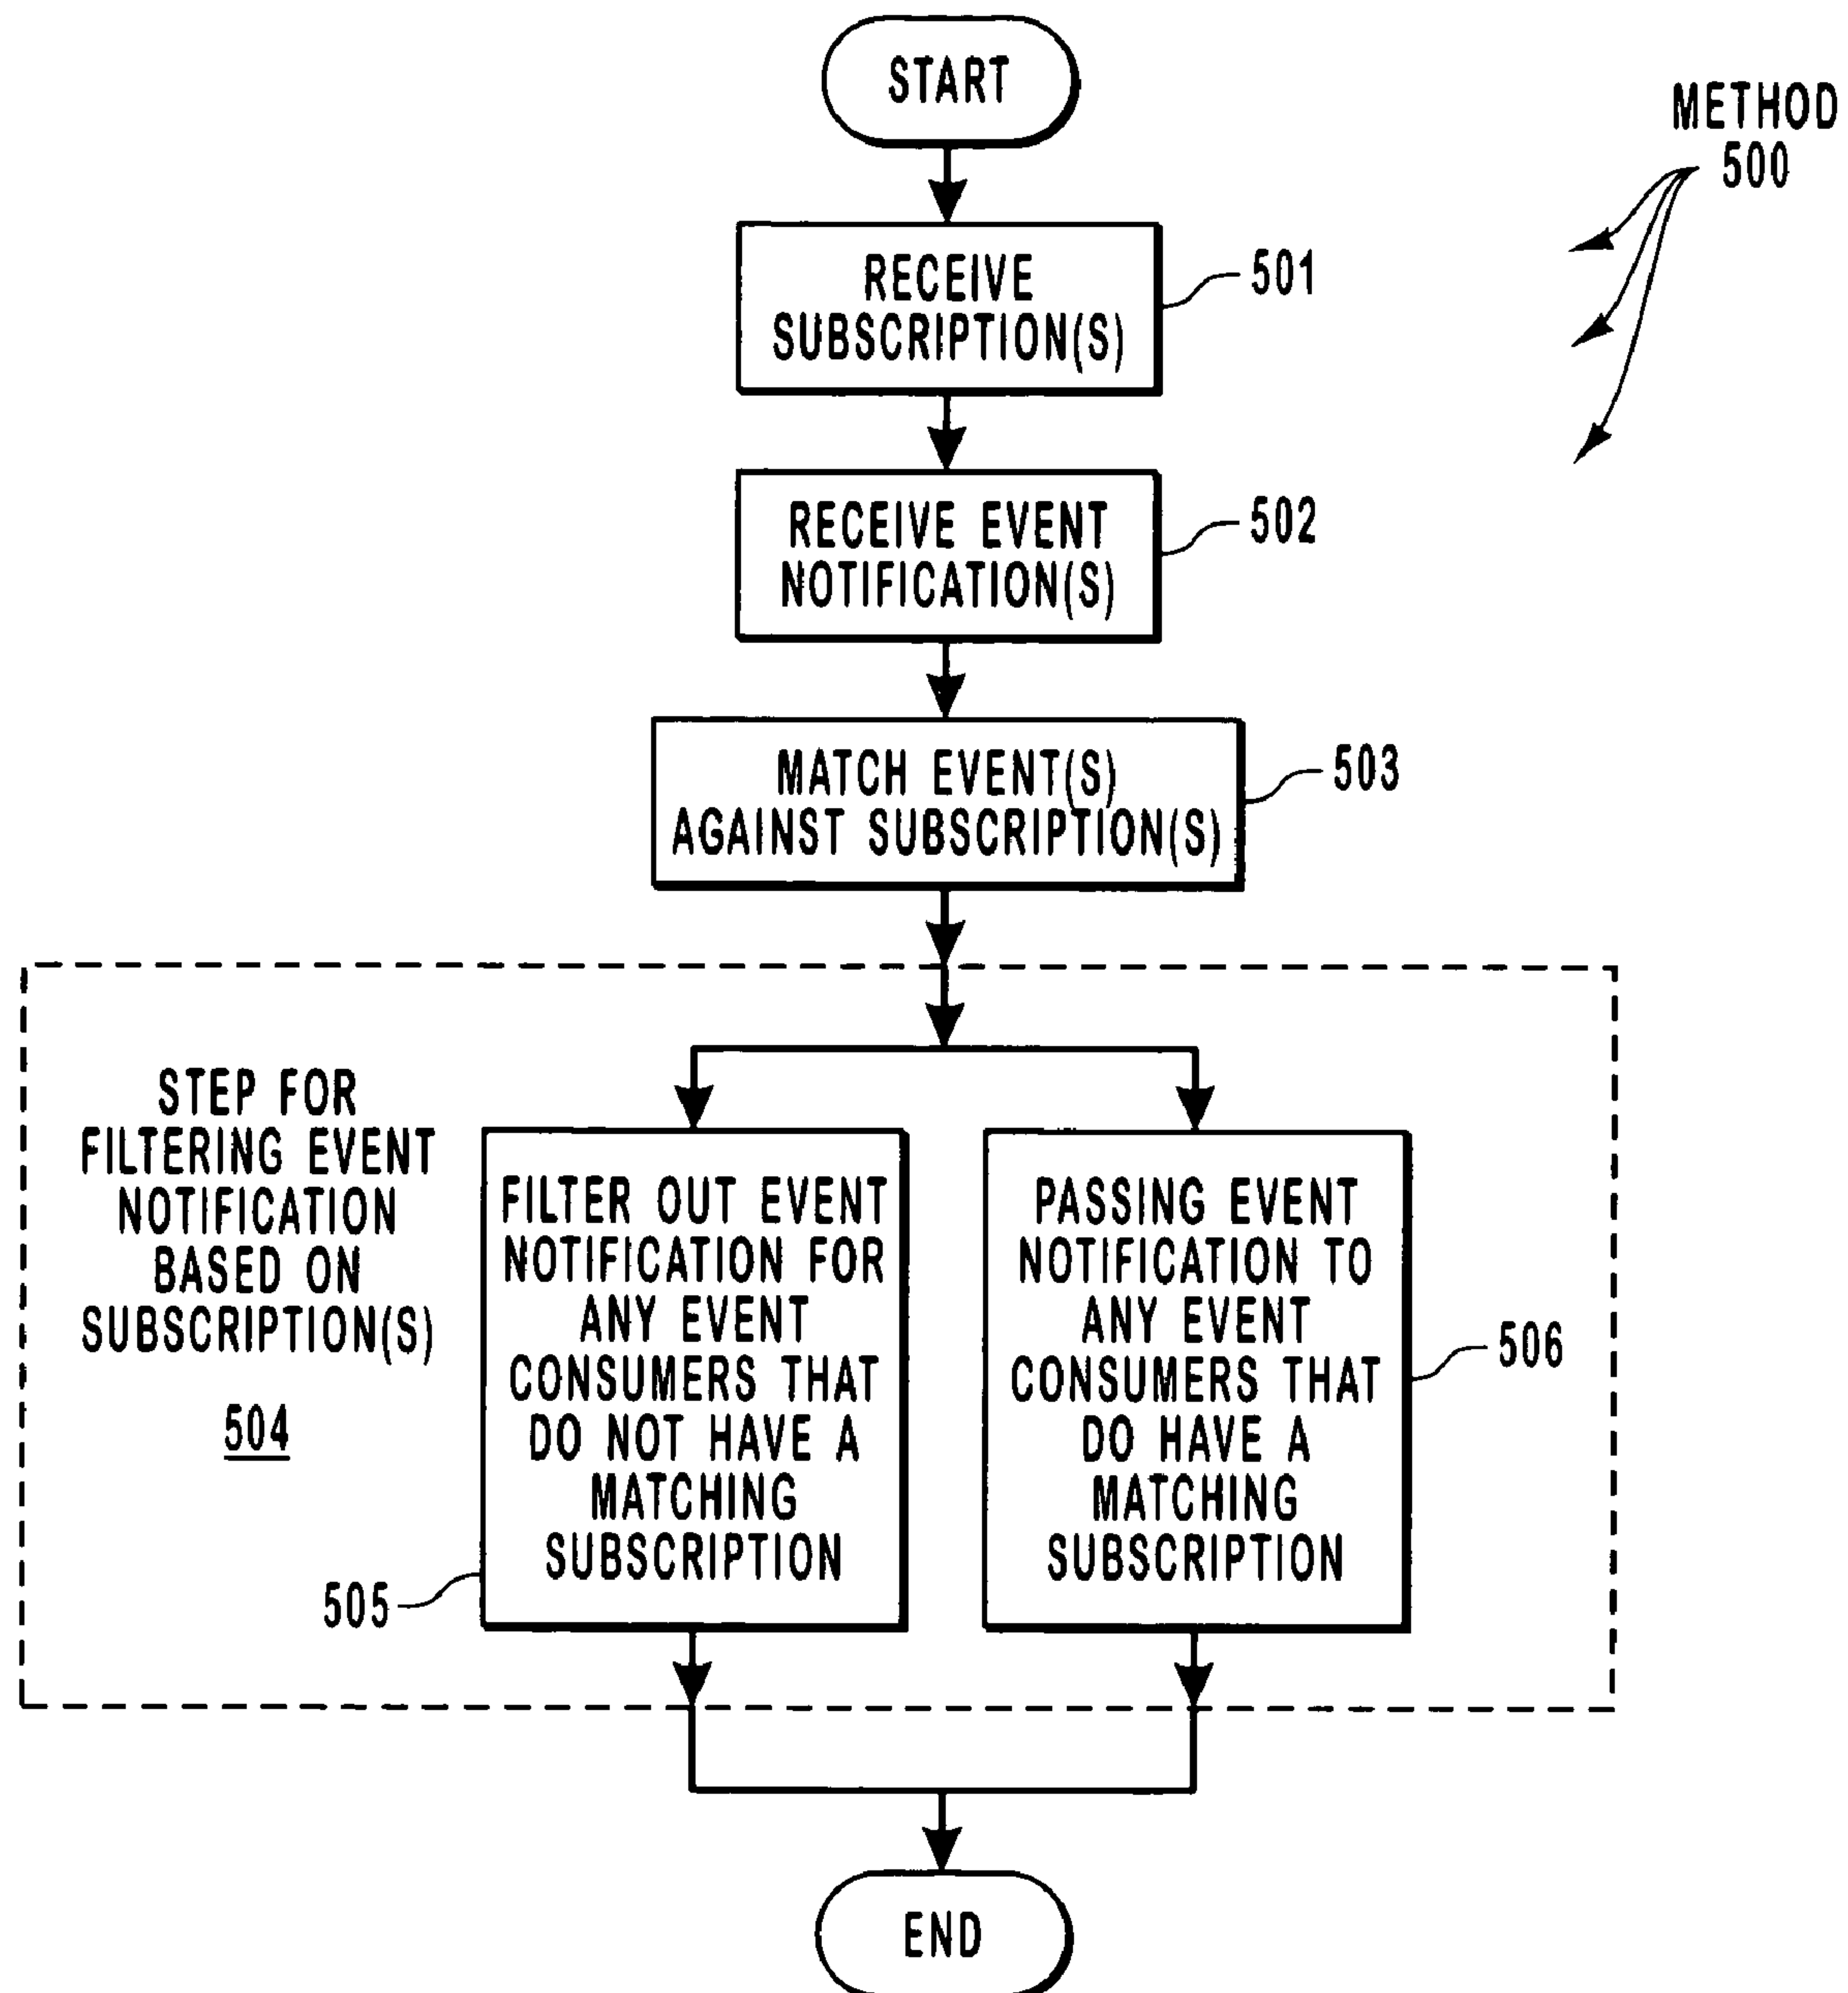 START
METHOD
500
RECEIVE
SUBSCRIPTION(S)
501
RECEIVE EVENT
NOTIFICATION(S)
502
MATCH EVENT(S)
AGAINST SUBSCRIPTION(S)
503
STEP FOR
FILTERING EVENT
NOTIFICATION
BASED ON
SUBSCRIPTION(S)
504
FILTER OUT EVENT
NOTIFICATION FOR
ANY EVENT
CONSUMERS THAT
DO NOT HAVE A
MATCHING
SUBSCRIPTION
505
PASSING EVENT
NOTIFICATION TO
ANY EVENT
CONSUMERS THAT
DO HAVE A
MATCHING
SUBSCRIPTION
506
END